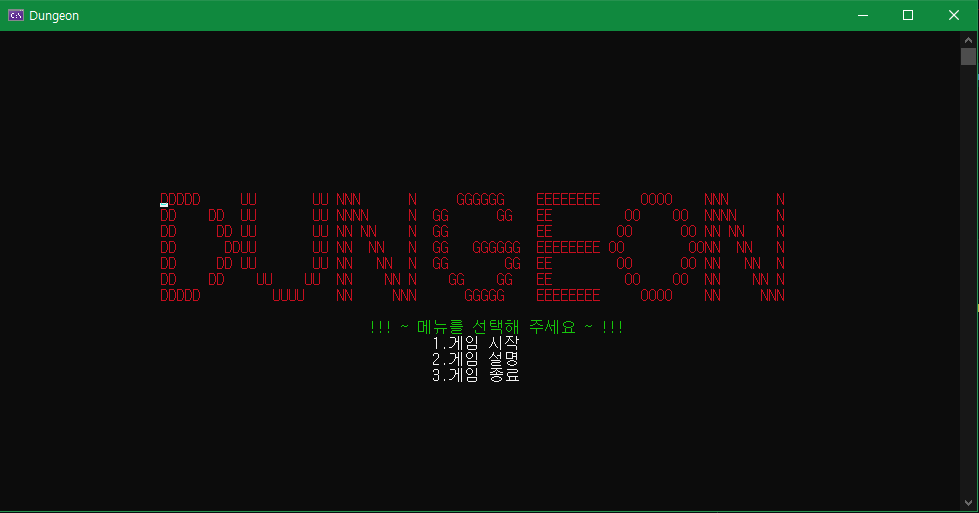 Dungeon
DDDDD     UU       UU NNN      N     GGGGGG    EEEEEEEE     OOOO    NNN      N
DD    DD  UU       UU NNNN     N  GG      GG   EE         OO    OO  NNNN     N
DD     DD UU       UU NN NN    N  GG           EE        OO      OO NN NN    N
DD      DDUU       UU NN  NN   N  GG   GGGGGG  EEEEEEEE OO        OONN  NN   N
DD     DD UU       UU NN   NN  N  GG       GG  EE        OO      OO NN   NN  N
DD    DD    UU    UU  NN    NN N    GG    GG   EE         OO    OO  NN    NN N
DDDDD         UUUU    NN     NNN      GGGGG    EEEEEEEE     OOOO    NN     NNN
!!! ~ 메뉴를 선택해 주세요 ~ !!!
1.게임 시작
2.게임 설명
3.게임 종료